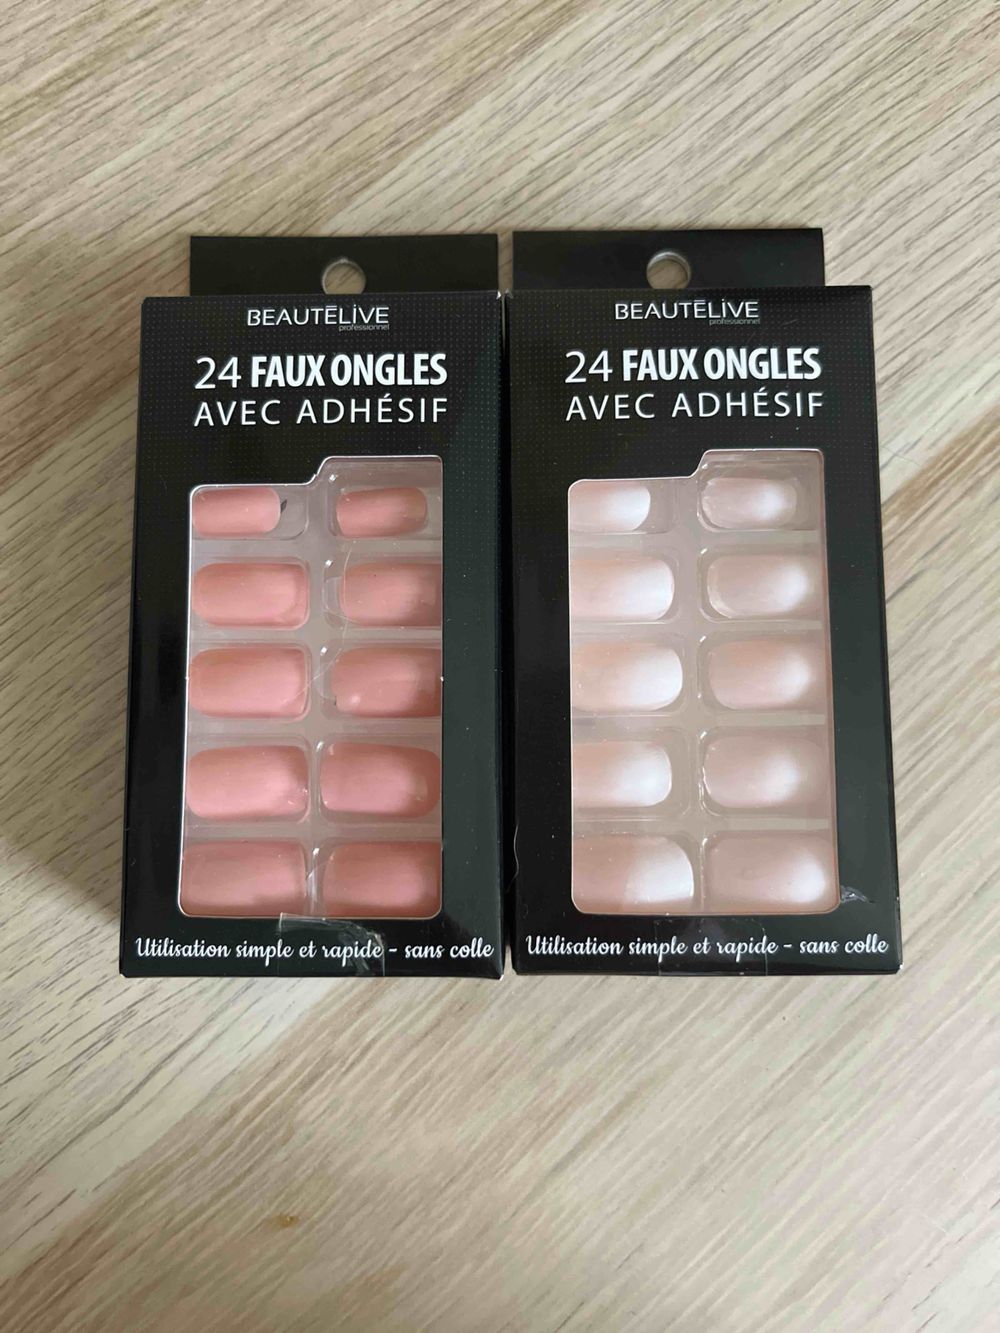 BEAUTÉLIVE
professionnel
24 FAUX ONGLES
AVEC ADHÉSIF
Utilisation simple et rapide - sans colle
BEAUTÉLIVE
professionnel
24 FAUX ONGLES
AVEC ADHÉSIF
Utilisation simple et rapide - sans colle